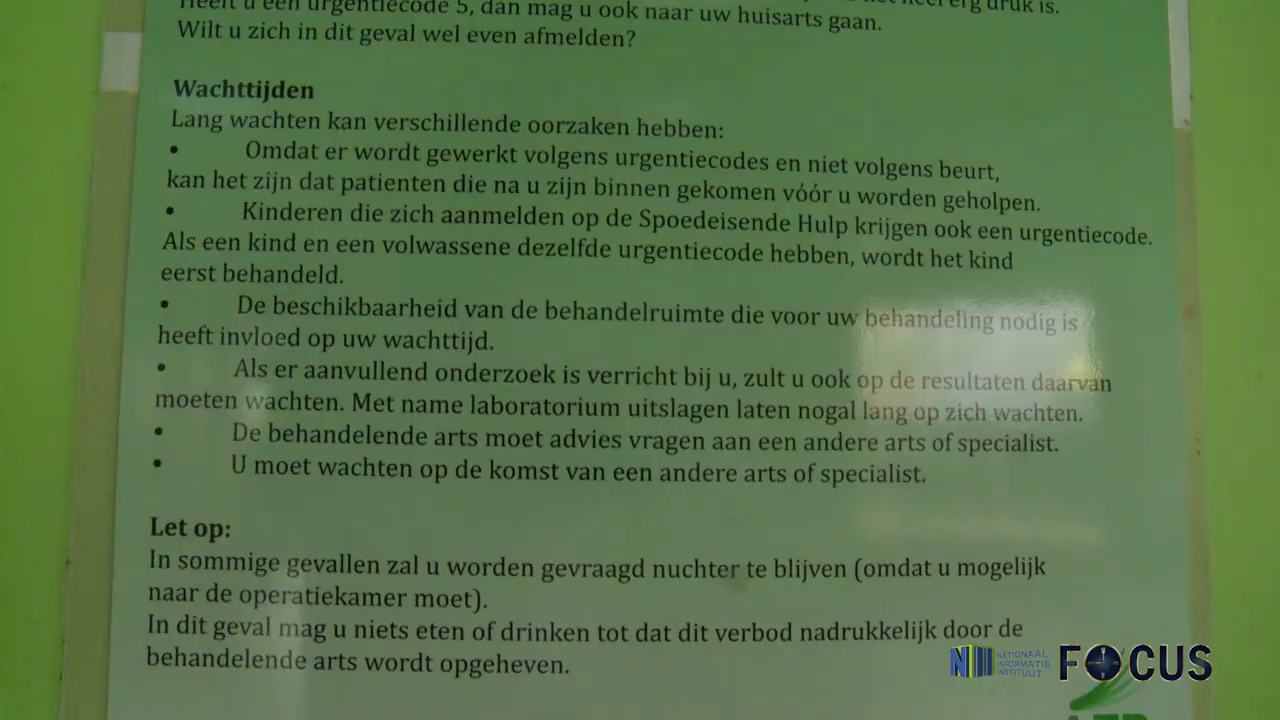 Heeft u een urgentiecode 5, dan mag u ook naar uw huisarts gaan.
Wilt u zich in dit geval wel even afmelden?
Wachttijden
Lang wachten kan verschillende oorzaken hebben:
• Omdat er wordt gewerkt volgens urgentiecodes en niet volgens beurt,
kan het zijn dat patienten die na u zijn binnen gekomen vóór u worden geholpen.
• Kinderen die zich aanmelden op de Spoedeisende Hulp krijgen ook een urgentiecode.
Als een kind en een volwassene dezelfde urgentiecode hebben, wordt het kind
eerst behandeld.
• De beschikbaarheid van de behandelruimte die voor uw behandeling nodig is
heeft invloed op uw wachttijd.
• Als er aanvullend onderzoek is verricht bij u, zult u ook op de resultaten daarvan
moeten wachten. Met name laboratorium uitslagen laten nogal lang op zich wachten.
• De behandelende arts moet advies vragen aan een andere arts of specialist.
• U moet wachten op de komst van een andere arts of specialist.
Let op:
In sommige gevallen zal u worden gevraagd nuchter te blijven (omdat u mogelijk
naar de operatiekamer moet).
In dit geval mag u niets eten of drinken tot dat dit verbod nadrukkelijk door de
behandelende arts wordt opgeheven.
NATIONAAL
INFORMATIE
INSTITUUT
FOCUS